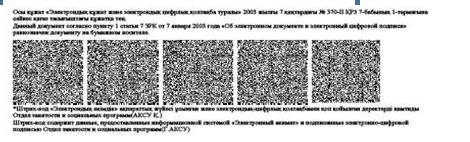 Осы құжат «Электрондық құжат және электрондық цифрлық қолтаңба туралы» 2003 жылғы 7 қаңтардағы № 370-II ҚРЗ 7-бабының 1-тармағына
сәйкес қағаз тасығыштағы құжатқа тең.
Данный документ согласно пункту 1 статьи 7 ЗРК от 7 января 2003 года «Об электронном документе и электронной цифровой подписи»
равнозначен документу на бумажном носителе.
*Штрих-код «Электрондық әкімдік» ақпараттық жүйесі ұсынған және электрондық-цифрлық қолтаңбамен қол қойылған деректерді қамтиды
Отдел занятости и социальных программ(АКСУ Қ.)
Штрих-код содержит данные, предоставленные информационной системой «Электронный акимат» и подписанные электронно-цифровой
подписью Отдел занятости и социальных программ(Г.АКСУ)